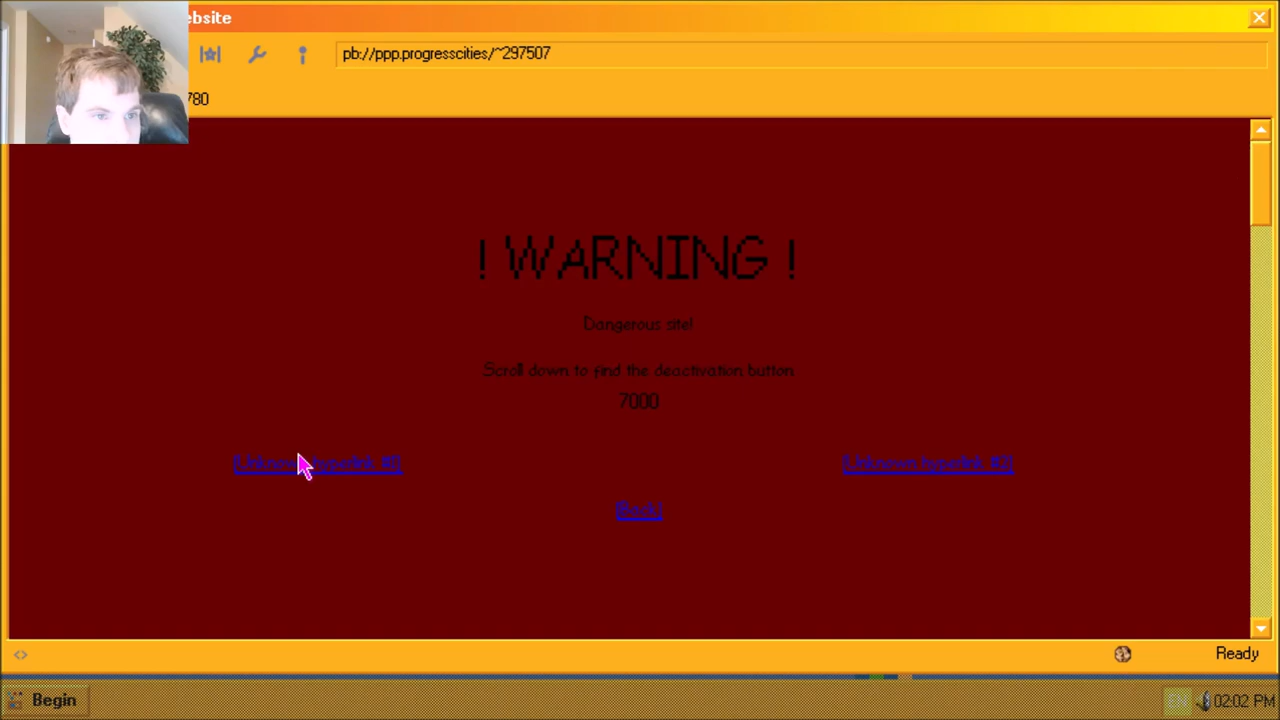 ebsite
pb://ppp.progresscities/~297507
780
! WARNING !
Dangerous site!
Scroll down to find the deactivation button
7000
[Unknown hyperlink #1] [Unknown hyperlink #2]
[Back]
Ready
Begin
EN 02:02 PM